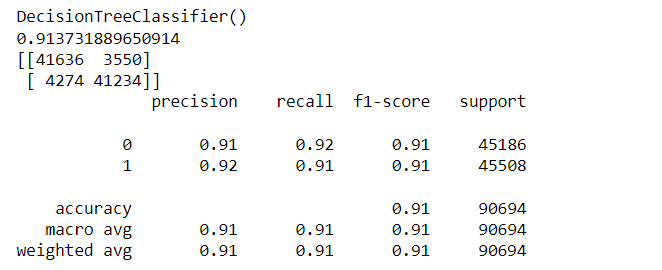 DecisionTreeClassifier()
0.913731889650914
[[41636  3550]
 [ 4274 41234]]
              precision    recall  f1-score   support

           0       0.91      0.92      0.91     45186
           1       0.92      0.91      0.91     45508

    accuracy                           0.91     90694
   macro avg       0.91      0.91      0.91     90694
weighted avg       0.91      0.91      0.91     90694